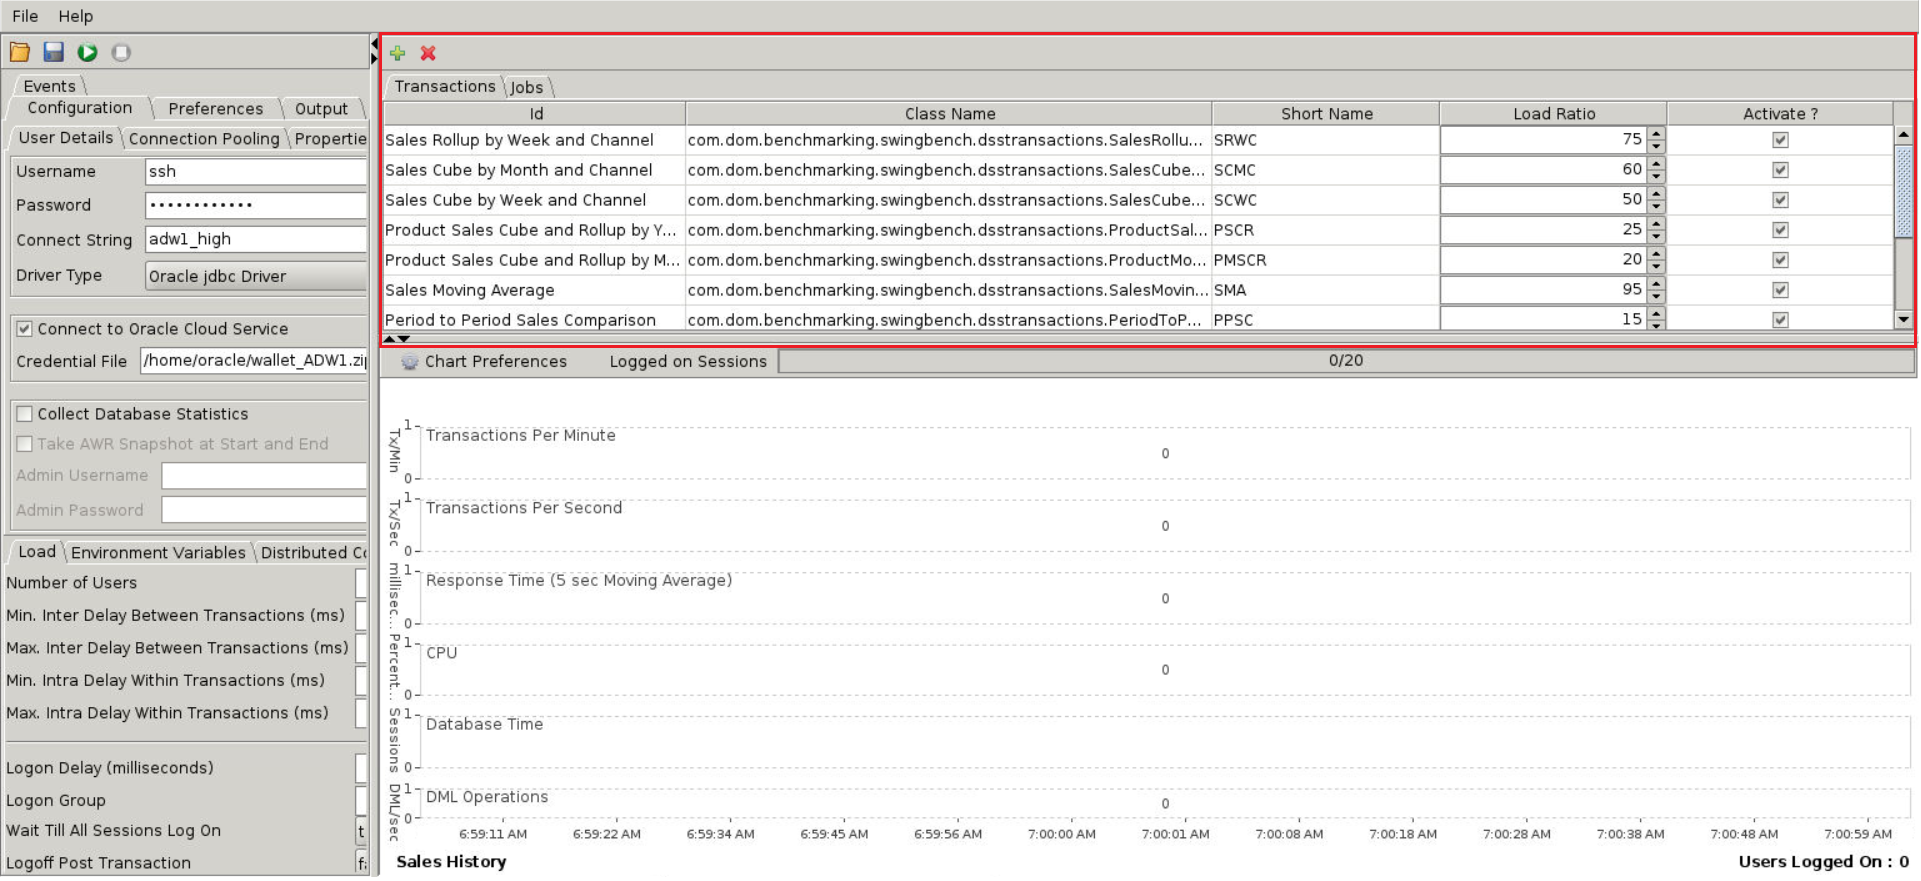 File Help
Events
Configuration Preferences Output
User Details Connection Pooling Propertie
Username ssh
Password ••••••••••••
Connect String adw1_high
Driver Type Oracle jdbc Driver
Connect to Oracle Cloud Service
Credential File /home/oracle/wallet_ADW1.zip
Collect Database Statistics
Take AWR Snapshot at Start and End
Admin Username
Admin Password
Load Environment Variables Distributed Co
Number of Users
Min. Inter Delay Between Transactions (ms)
Max. Inter Delay Between Transactions (ms)
Min. Intra Delay Within Transactions (ms)
Max. Intra Delay Within Transactions (ms)
Logon Delay (milliseconds)
Logon Group
Wait Till All Sessions Log On t
Logoff Post Transaction f
Transactions Jobs
Id Class Name Short Name Load Ratio Activate ?
Sales Rollup by Week and Channel com.dom.benchmarking.swingbench.dsstransactions.SalesRollu... SRWC 75
Sales Cube by Month and Channel com.dom.benchmarking.swingbench.dsstransactions.SalesCube... SCMC 60
Sales Cube by Week and Channel com.dom.benchmarking.swingbench.dsstransactions.SalesCube... SCWC 50
Product Sales Cube and Rollup by Y... com.dom.benchmarking.swingbench.dsstransactions.ProductSal... PSCR 25
Product Sales Cube and Rollup by M... com.dom.benchmarking.swingbench.dsstransactions.ProductMo... PMSCR 20
Sales Moving Average com.dom.benchmarking.swingbench.dsstransactions.SalesMovin... SMA 95
Period to Period Sales Comparison com.dom.benchmarking.swingbench.dsstransactions.PeriodToP... PPSC 15
Chart Preferences Logged on Sessions 0/20
Tx/Min 1 0 Transactions Per Minute 0
Tx/Sec 1 0 Transactions Per Second 0
millisec... 1 0 Response Time (5 sec Moving Average) 0
Percent... 1 0 CPU 0
Sessions 1 0 Database Time
DML/sec 1 0 DML Operations 0
6:59:11 AM 6:59:22 AM 6:59:34 AM 6:59:45 AM 6:59:56 AM 7:00:00 AM 7:00:01 AM 7:00:08 AM 7:00:18 AM 7:00:28 AM 7:00:38 AM 7:00:48 AM 7:00:59 AM
Sales History Users Logged On : 0